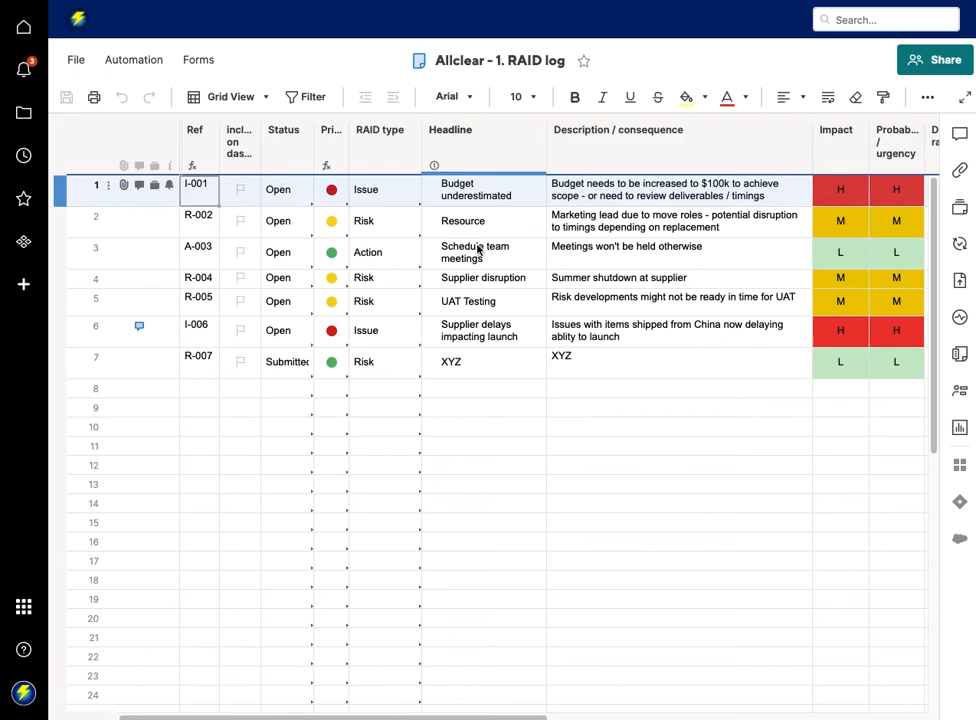 Search...
3
File
Automation
Forms
Allclear - 1. RAID log
Share
Grid View
Filter
Arial
10
B
I
U
S
A
Ref
incl...
on
das...
Status
Pri...
RAID type
Headline
Description / consequence
Impact
Probab...
/
urgency
D
ra
fx
fx
1
I-001
Open
Issue
Budget
underestimated
Budget needs to be increased to $100k to achieve
scope - or need to review deliverables / timings
H
H
2
R-002
Open
Risk
Resource
Marketing lead due to move roles - potential disruption
to timings depending on replacement
M
M
3
A-003
Open
Action
Schedule team
meetings
Meetings won't be held otherwise
L
L
4
R-004
Open
Risk
Supplier disruption
Summer shutdown at supplier
M
M
5
R-005
Open
Risk
UAT Testing
Risk developments might not be ready in time for UAT
M
M
6
I-006
Open
Issue
Supplier delays
impacting launch
Issues with items shipped from China now delaying
ablity to launch
H
H
7
R-007
Submitted
Risk
XYZ
XYZ
L
L
8
9
10
11
12
13
14
15
16
17
18
19
20
21
22
23
24